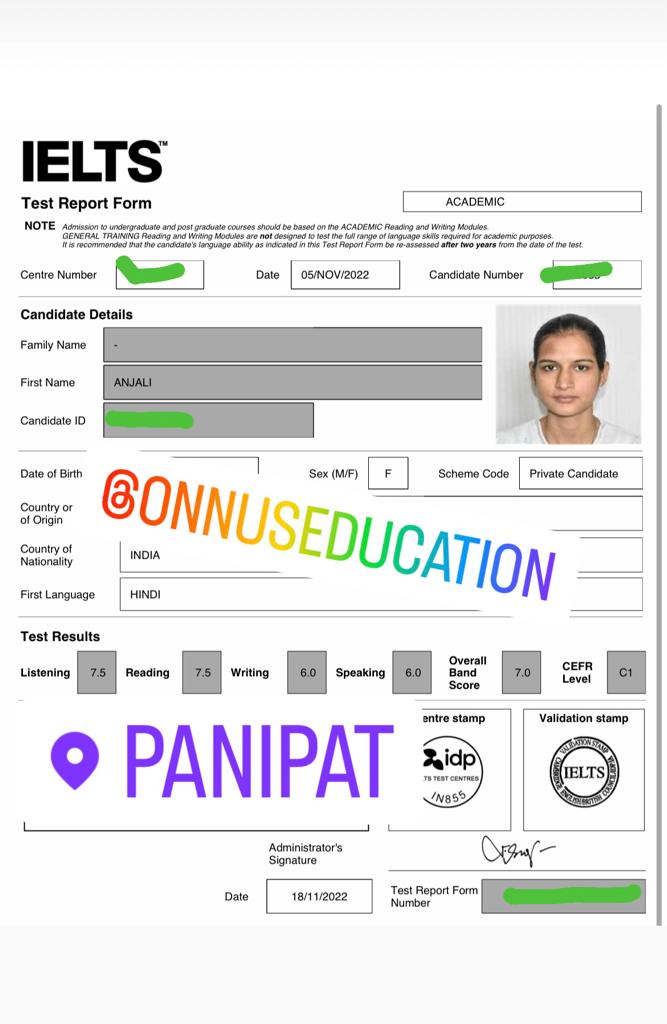 IELTS™
Test Report Form
ACADEMIC
NOTE Admission to undergraduate and post graduate courses should be based on the ACADEMIC Reading and Writing Modules.
GENERAL TRAINING Reading and Writing Modules are not designed to test the full range of language skills required for academic purposes.
It is recommended that the candidate's language ability as indicated in this Test Report Form be re-assessed after two years from the date of the test.
Centre Number Date 05/NOV/2022 Candidate Number
Candidate Details
Family Name -
First Name ANJALI
Candidate ID
Date of Birth Sex (M/F) F Scheme Code Private Candidate
@ONNUSEDUCATION
Country or
of Origin
Country of
Nationality INDIA
First Language HINDI
Test Results
Listening 7.5 Reading 7.5 Writing 6.0 Speaking 6.0 Overall Band Score 7.0 CEFR Level C1
PANIPAT
entre stamp
idp
TS TEST CENTRES
IN855
Validation stamp
VALIDATION STAMP
IELTS
Administrator's
Signature
Date 18/11/2022
Test Report Form
Number